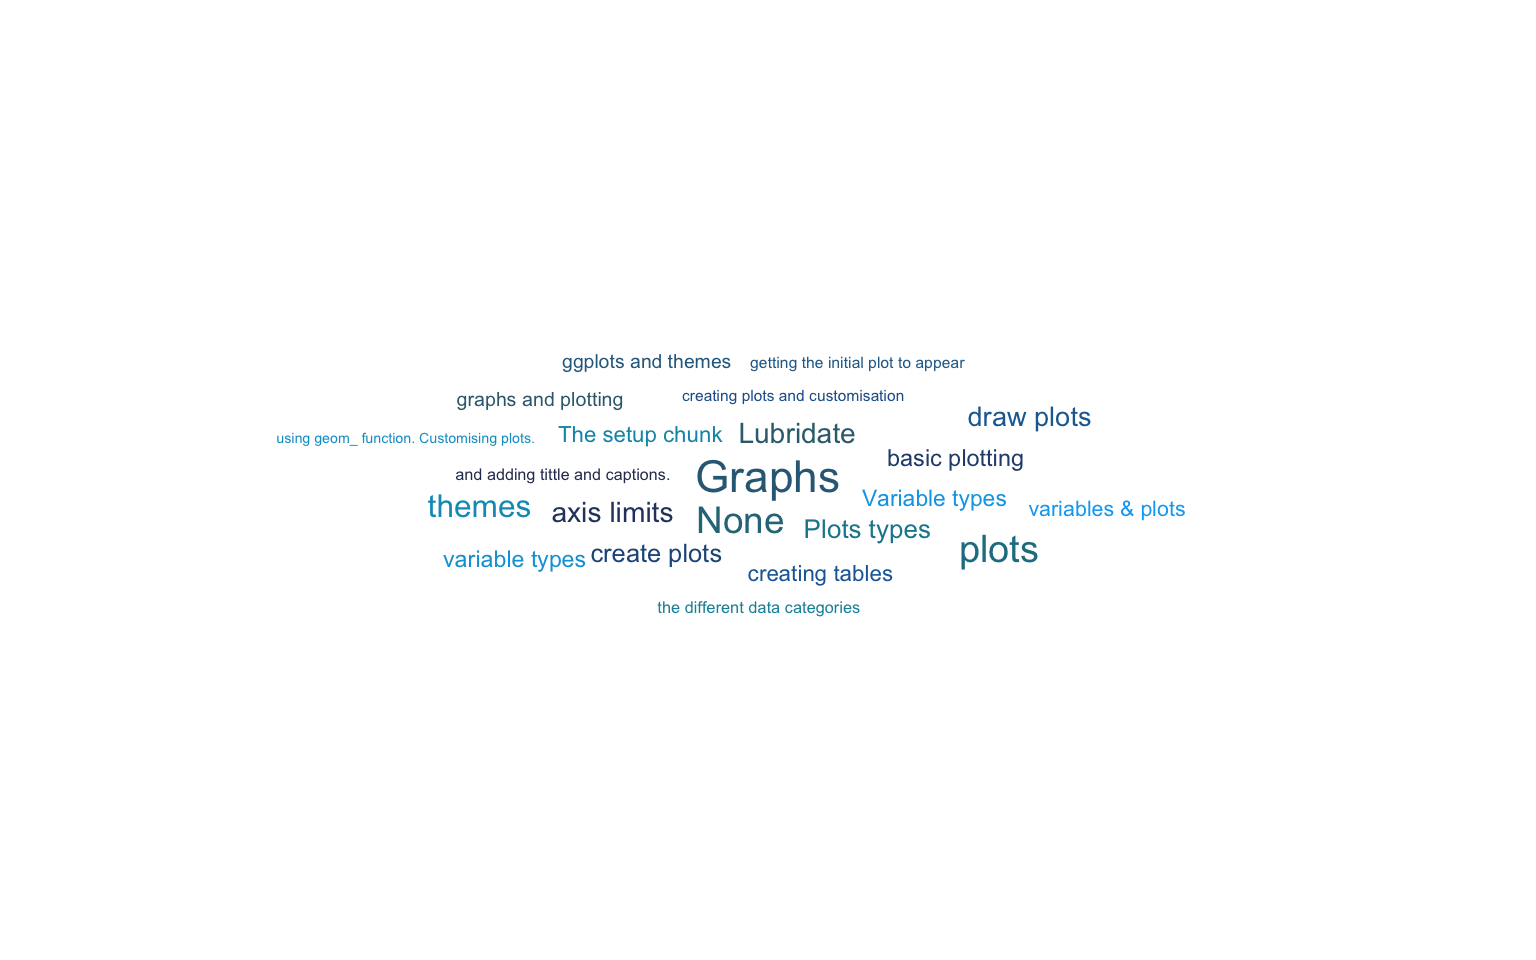 ggplots and themes
getting the initial plot to appear
graphs and plotting
creating plots and customisation
draw plots
using geom_ function. Customising plots.
The setup chunk
Lubridate
basic plotting
and adding tittle and captions.
Graphs
themes
axis limits
None
Variable types
variables & plots
Plots types
variable types
create plots
plots
creating tables
the different data categories